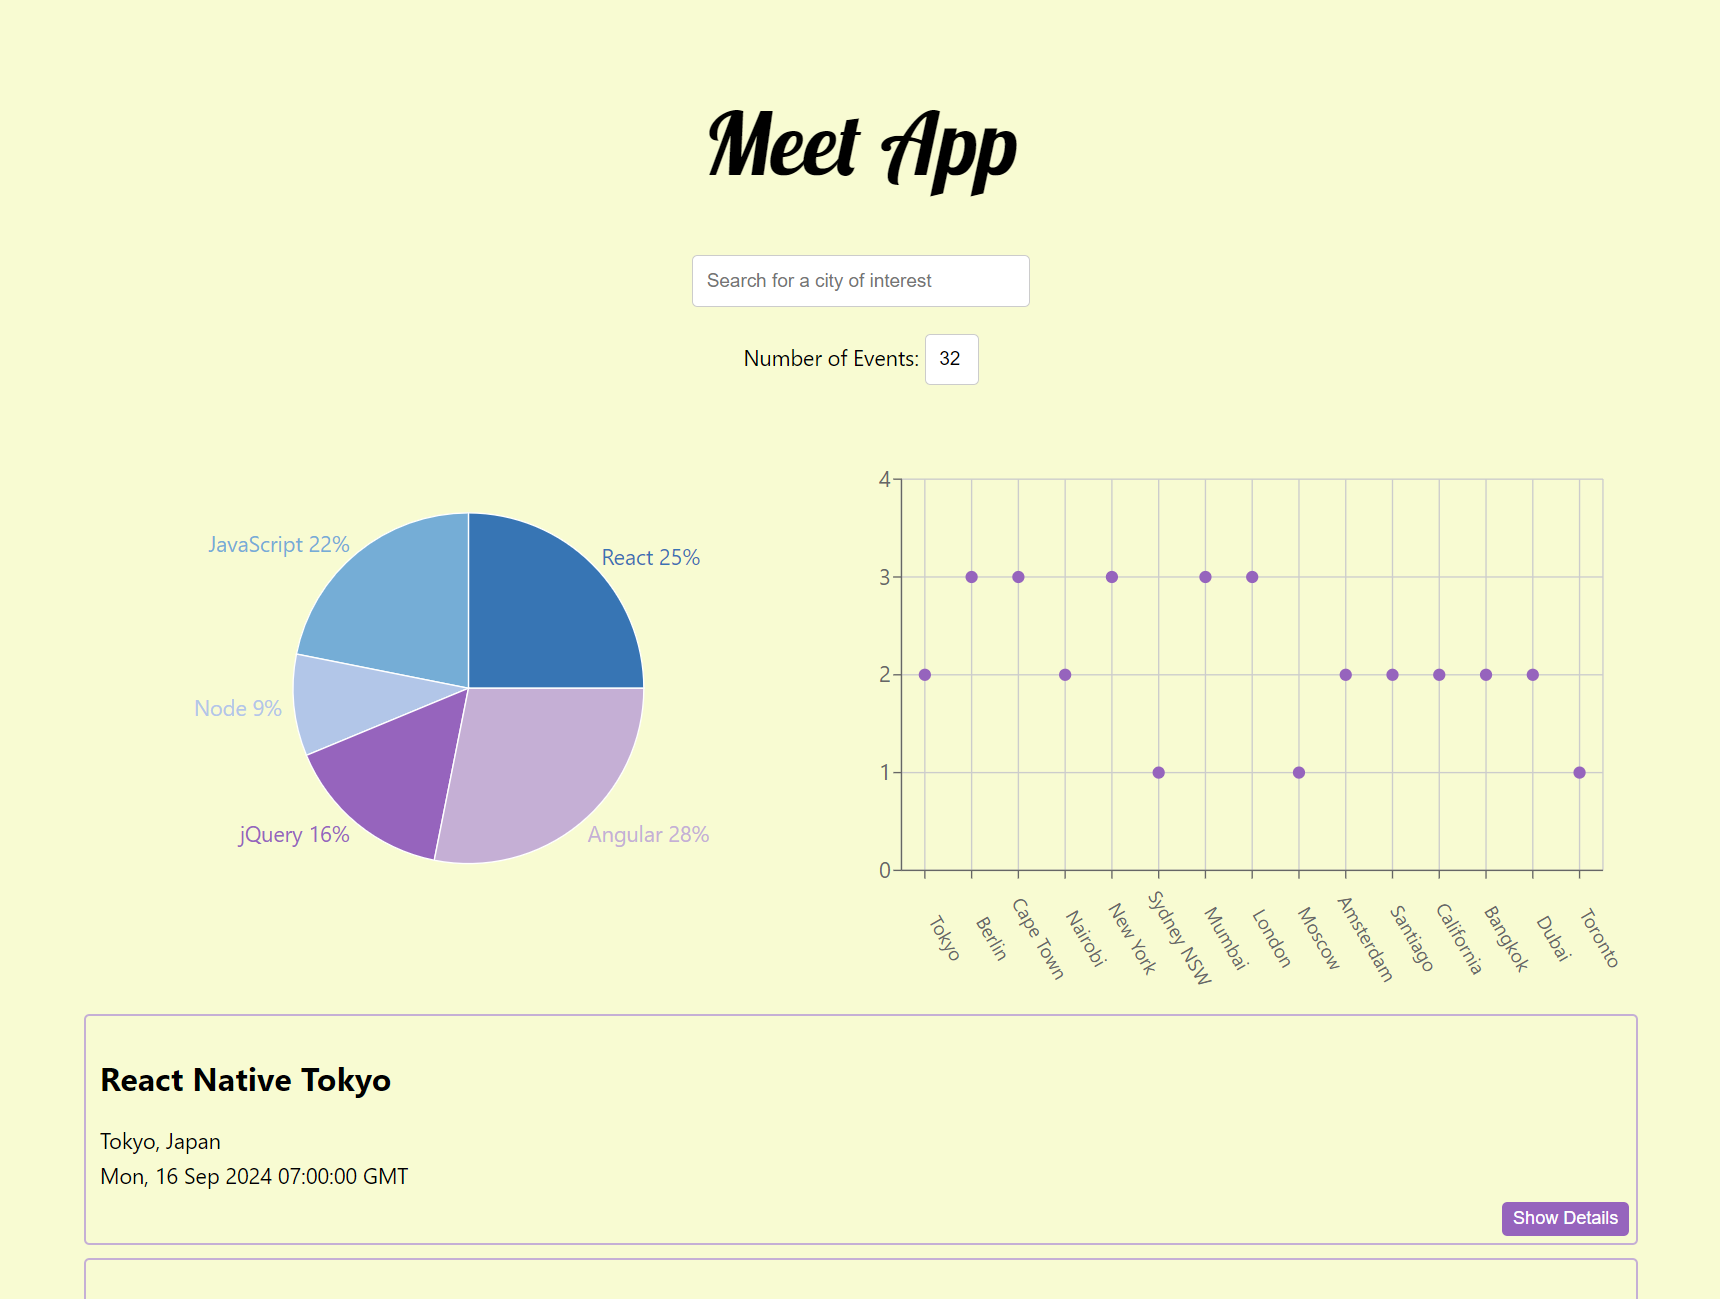 Meet App
Search for a city of interest
Number of Events: 32
JavaScript 22%
React 25%
Node 9%
jQuery 16%
Angular 28%
4
3
2
1
0
Tokyo
Berlin
Cape Town
Nairobi
New York
Sydney NSW
Mumbai
London
Moscow
Amsterdam
Santiago
California
Bangkok
Dubai
Toronto
React Native Tokyo
Tokyo, Japan
Mon, 16 Sep 2024 07:00:00 GMT
Show Details